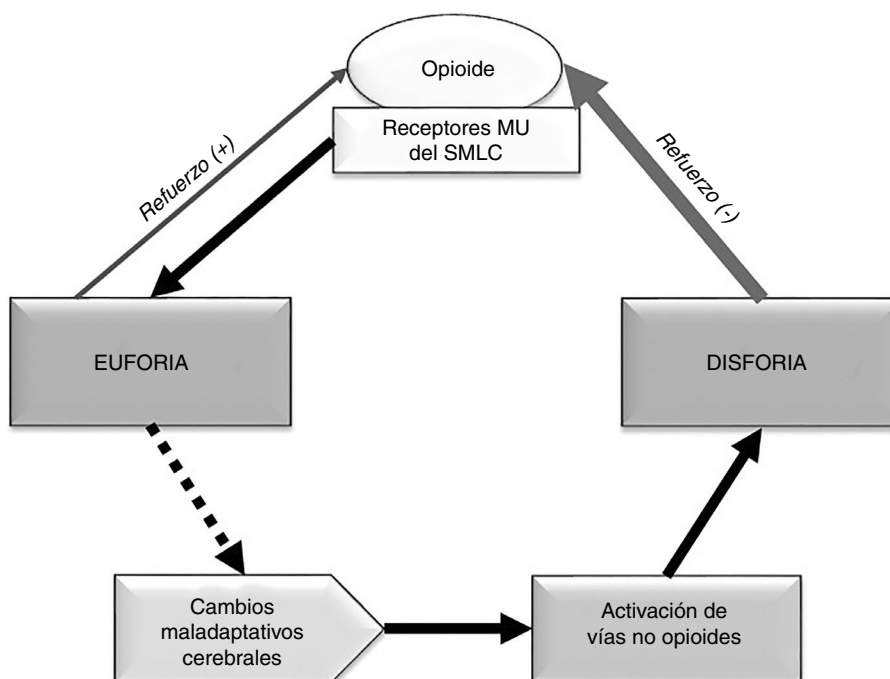 Opioide
Receptores MU
del SMLC
Refuerzo (+)
Refuerzo (-)
EUFORIA
DISFORIA
Cambios
maladaptativos
cerebrales
Activación de
vías no opioides